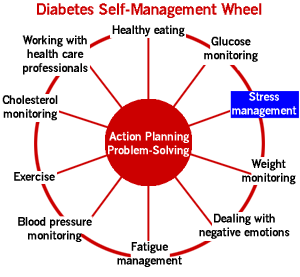 Diabetes Self-Management Wheel
Healthy eating
Glucose
monitoring
Stress
management
Weight
monitoring
Dealing with
negative emotions
Fatigue
management
Blood pressure
monitoring
Exercise
Cholesterol
monitoring
Working with
health care
professionals
Action Planning
Problem-Solving